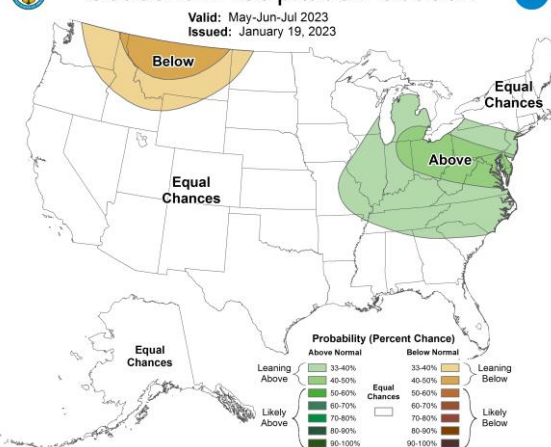 Valid: May-Jun-Jul 2023
Issued: January 19, 2023
Below
Equal
Chances
Above
Equal
Chances
Equal
Chances
Probability (Percent Chance)
Above Normal
Below Normal
Leaning
Above
33-40%
40-50%
Likely
Above
50-60%
60-70%
70-80%
80-90%
90-100%
Equal
Chances
33-40%
40-50%
Leaning
Below
50-60%
60-70%
70-80%
80-90%
90-100%
Likely
Below